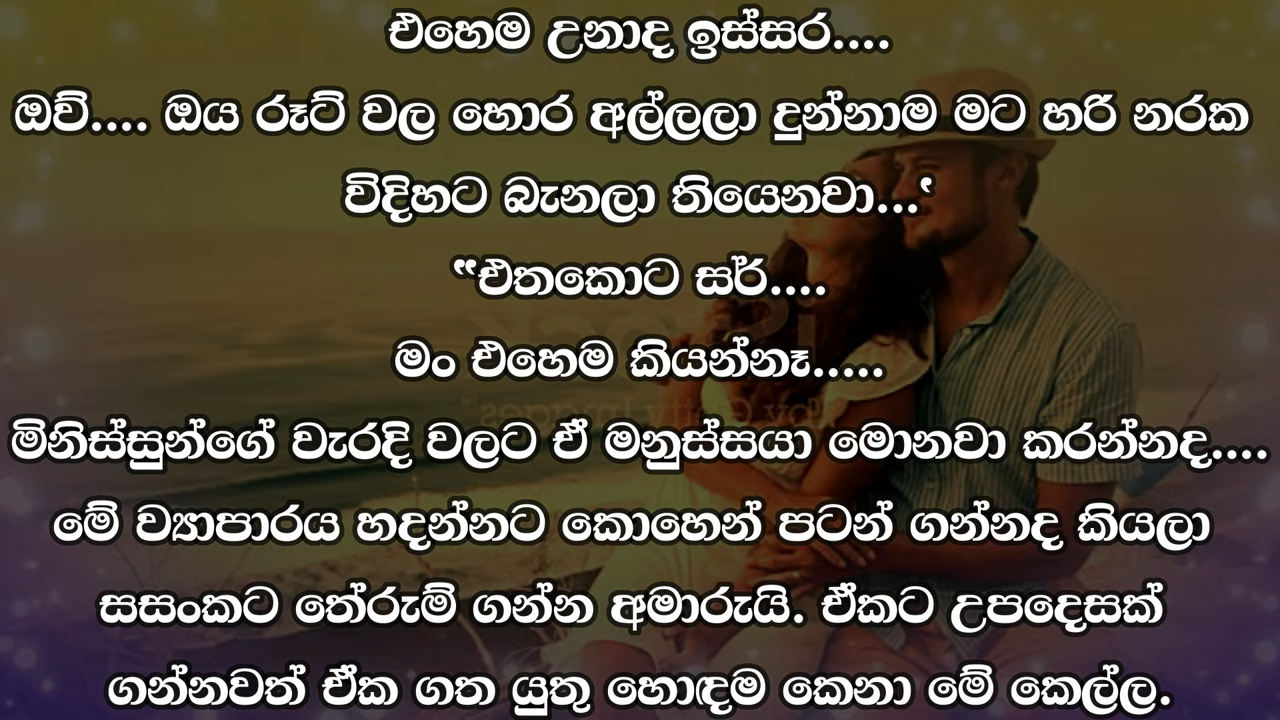 එහෙම උනාද ඉස්සර....
ඔව්.... ඔය රූට් වල හොර අල්ලලා දුන්නාම මට හරි නරක
විදිහට බැනලා තියෙනවා...‛
“එතකොට සර්....
මං එහෙම කියන්නෑ.....
මිනිස්සුන්ගේ වැරදි වලට ඒ මනුස්සයා මොනවා කරන්නද....
මේ ව්‍යාපාරය හදන්නට කොහෙන් පටන් ගන්නද කියලා
සසංකට තේරුම් ගන්න අමාරුයි. ඒකට උපදෙසක්
ගන්නවත් ඒක ගත යුතු හොඳම කෙනා මේ කෙල්ල.